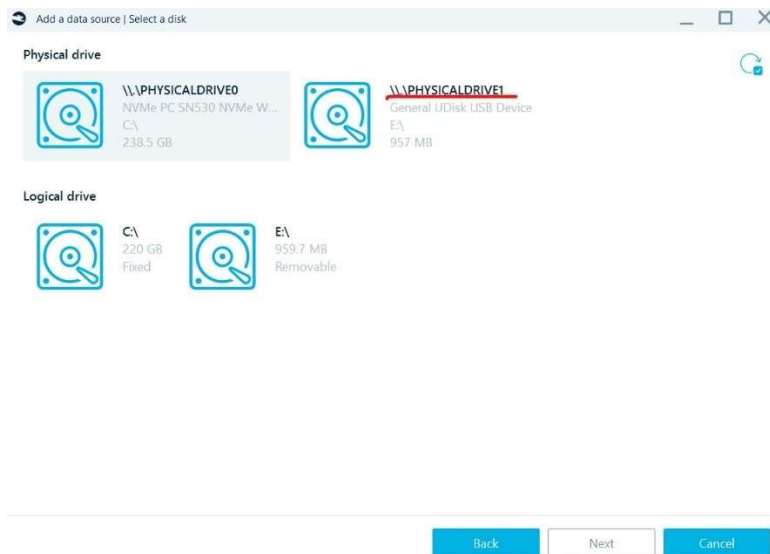 Add a data source | Select a disk
Physical drive
\\.\PHYSICALDRIVE0
NVMe PC SN530 NVMe W...
C:\
238.5 GB
\\.\PHYSICALDRIVE1
General UDisk USB Device
E:\
957 MB
Logical drive
C:\
220 GB
Fixed
E:\
959.7 MB
Removable
Back
Next
Cancel